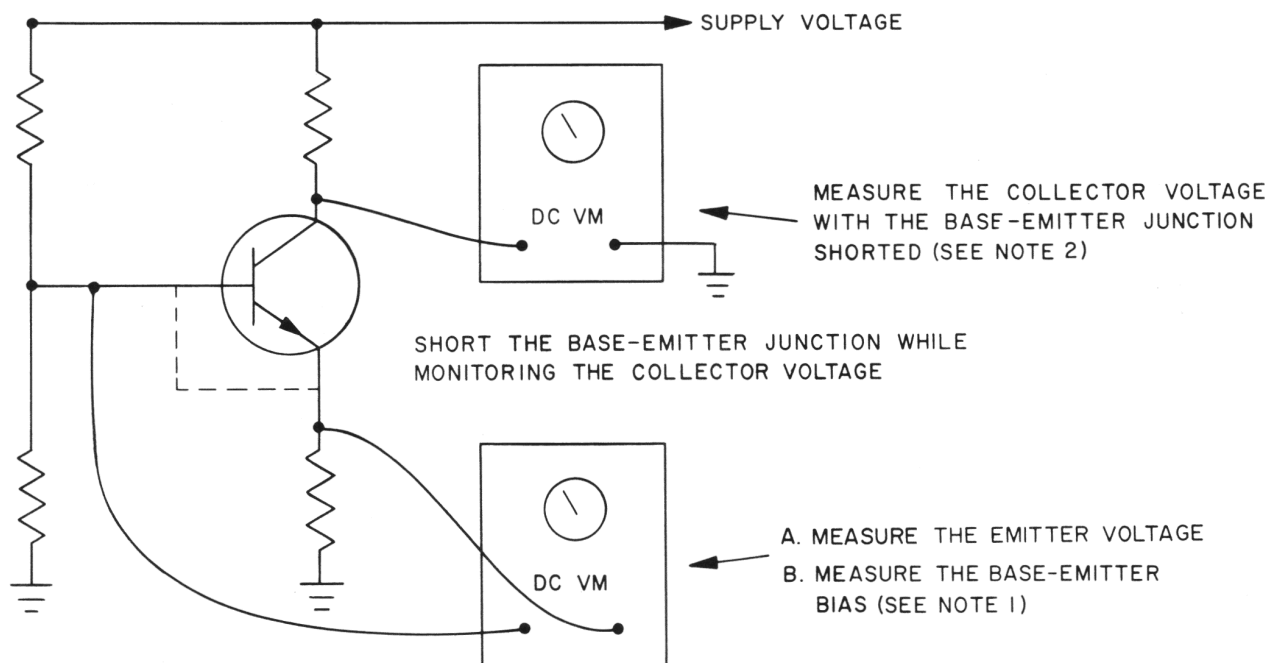 SUPPLY VOLTAGE
DC VM
MEASURE THE COLLECTOR VOLTAGE
WITH THE BASE-EMITTER JUNCTION
SHORTED (SEE NOTE 2)
SHORT THE BASE-EMITTER JUNCTION WHILE
MONITORING THE COLLECTOR VOLTAGE
DC VM
A. MEASURE THE EMITTER VOLTAGE
B. MEASURE THE BASE-EMITTER
BIAS (SEE NOTE 1)